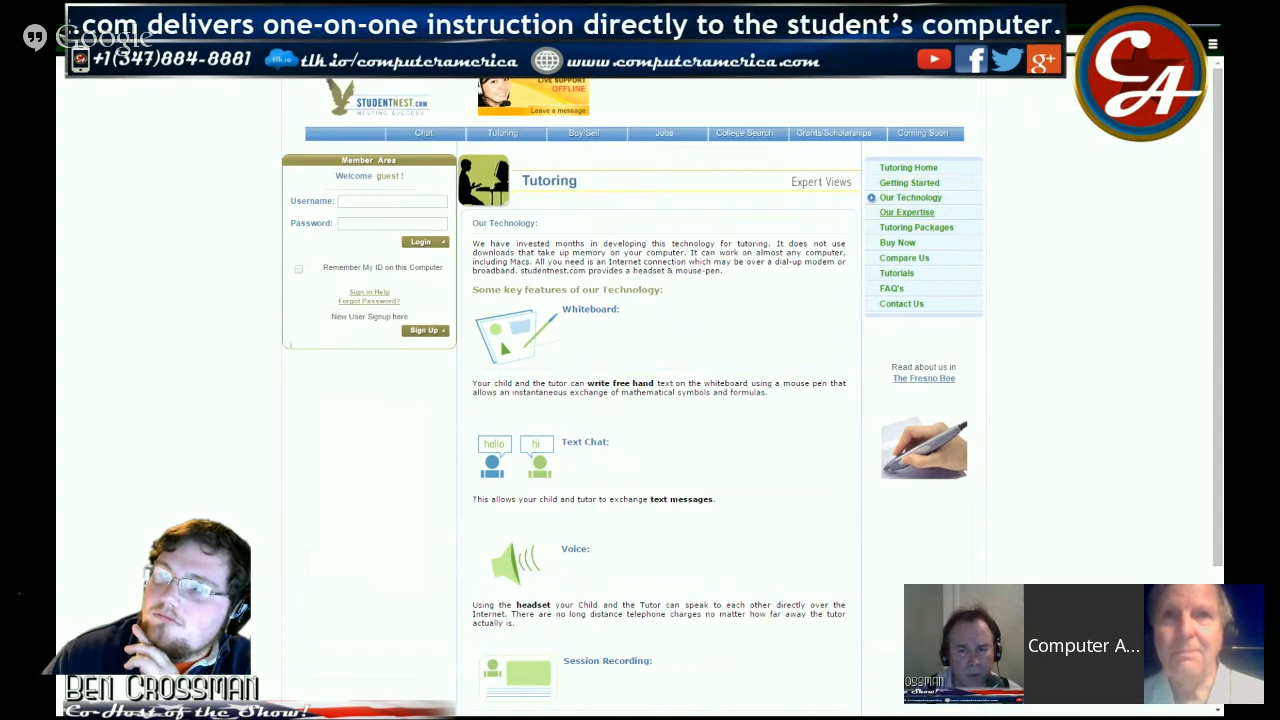 com delivers one-on-one instruction directly to the student's computer.
Google
+1(347)884-8881 tlk.io/computeramerica www.computeramerica.com
CA
STUDENTNEST.COM
NESTING SUCCESS
LIVE SUPPORT
OFFLINE
Leave a message
Chat Tutoring Buy/Sell Jobs College Search Grants/Scholarships Coming Soon
Member Area
Welcome guest !
Username:
Password:
Login
Remember My ID on this Computer
Sign in Help
Forgot Password?
New User Signup here
Sign Up
Tutoring Expert Views
Our Technology:
We have invested months in developing this technology for tutoring. It does not use
downloads that take up memory on your computer. It can work on almost any computer,
including Macs. All you need is an Internet connection which may be over a dial-up modem or
broadband. studentnest.com provides a headset & mouse-pen.
Some key features of our Technology:
Whiteboard:
Your child and the tutor can write free hand text on the whiteboard using a mouse pen that
allows an instantaneous exchange of mathematical symbols and formulas.
hello hi Text Chat:
This allows your child and tutor to exchange text messages.
Voice:
Using the headset your Child and the Tutor can speak to each other directly over the
Internet. There are no long distance telephone charges no matter how far away the tutor
actually is.
Session Recording:
Tutoring Home
Getting Started
Our Technology
Our Expertise
Tutoring Packages
Buy Now
Compare Us
Tutorials
FAQ's
Contact Us
Read about us in
The Fresno Bee
BEN CROSSMAN
Co-Host of the Show!
Computer A...